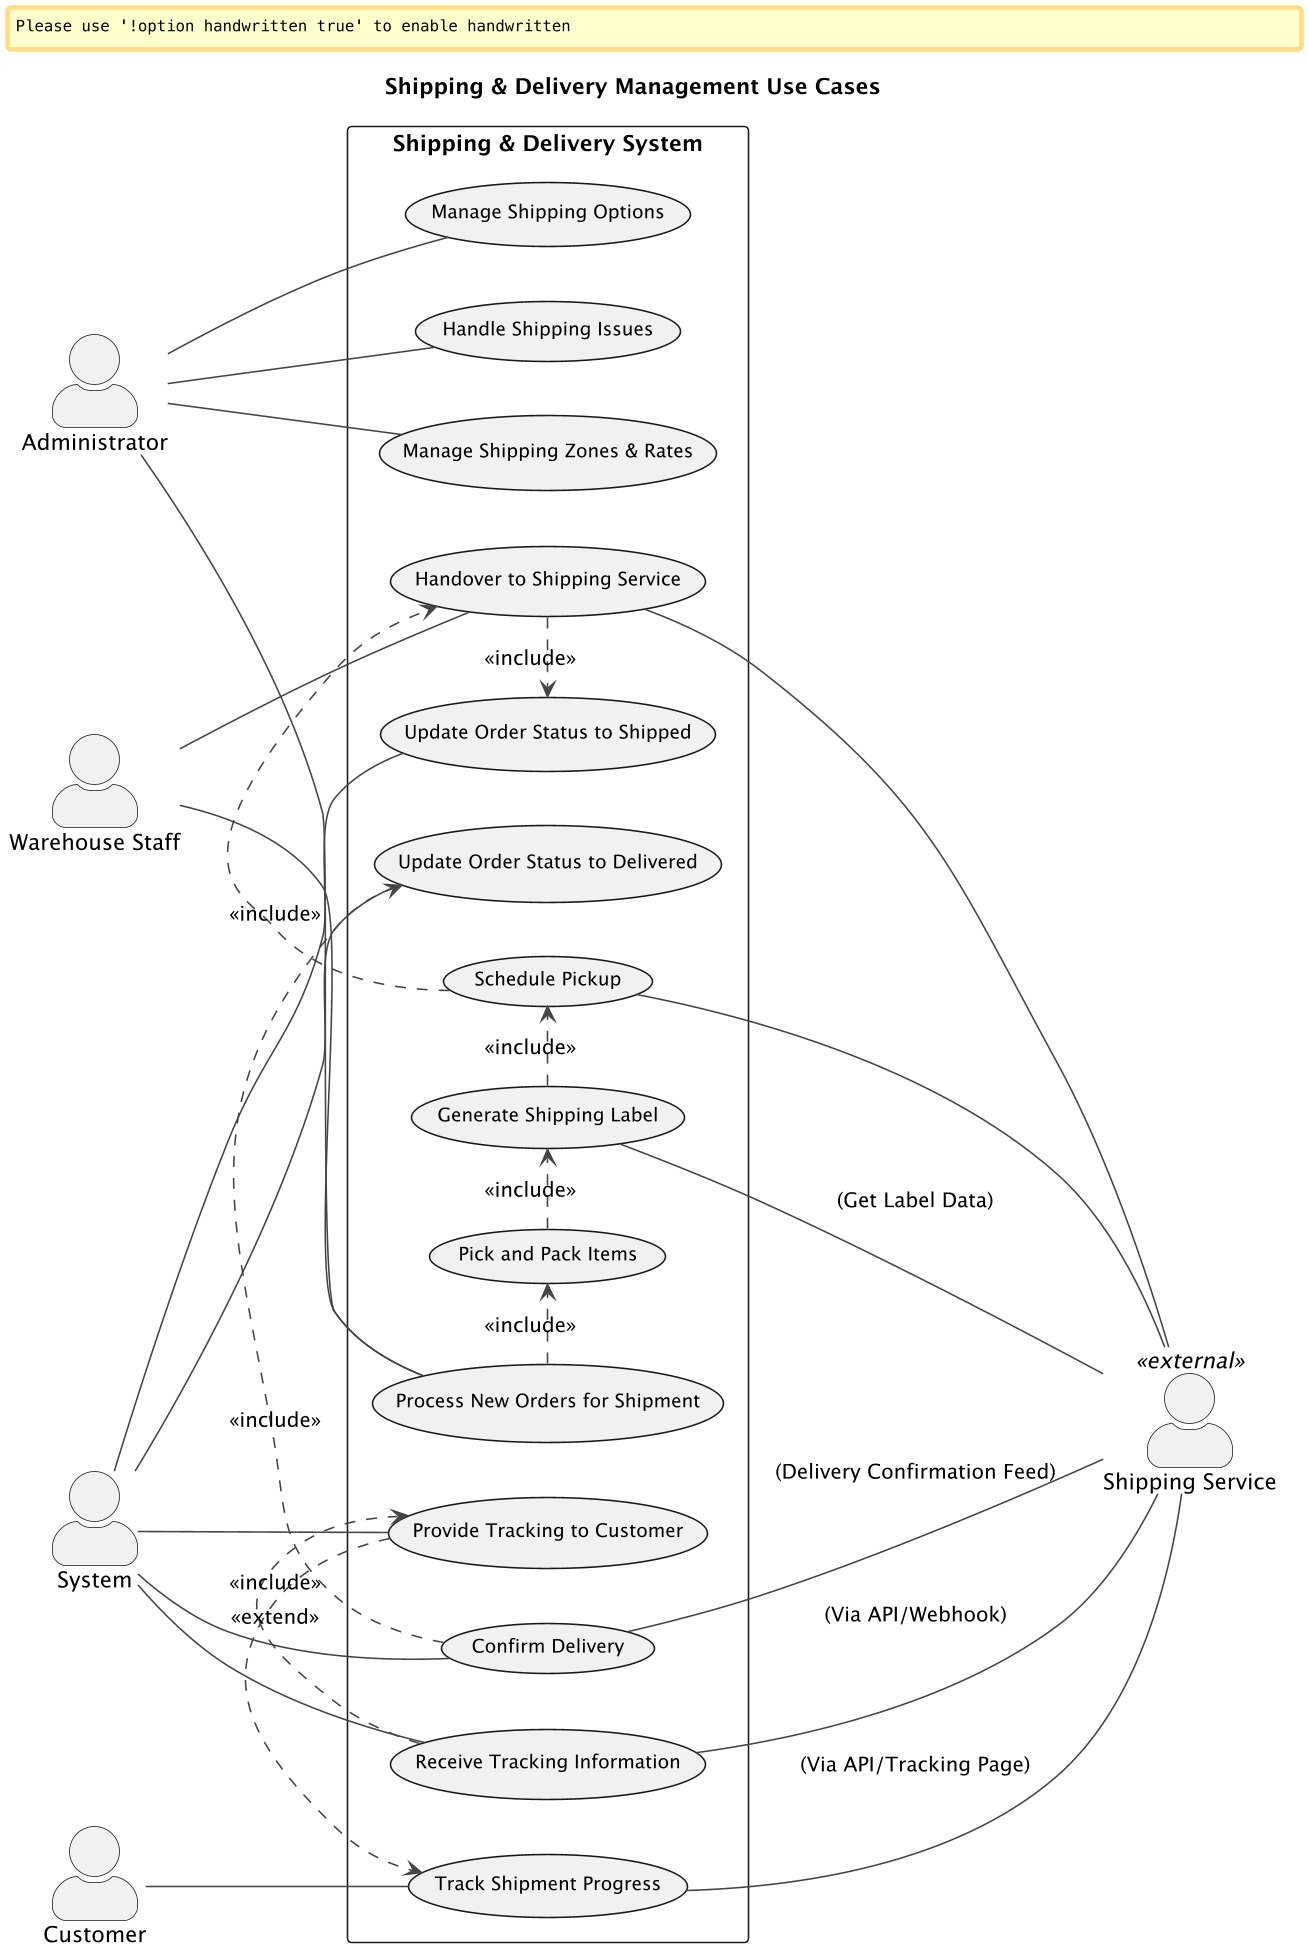 Please use '!option handwritten true' to enable handwritten
Shipping & Delivery Management Use Cases
Shipping & Delivery System
Manage Shipping Options
Handle Shipping Issues
Administrator
Manage Shipping Zones & Rates
Handover to Shipping Service
«include»
Update Order Status to Shipped
Warehouse Staff
Update Order Status to Delivered
«include»
Schedule Pickup
«include»
Generate Shipping Label
«include»
(Get Label Data)
Pick and Pack Items
«include»
«external»
Process New Orders for Shipment
«include»
(Delivery Confirmation Feed)
Shipping Service
Provide Tracking to Customer
System
«include»
«extend»
(Via API/Webhook)
Confirm Delivery
Receive Tracking Information
(Via API/Tracking Page)
Track Shipment Progress
Customer